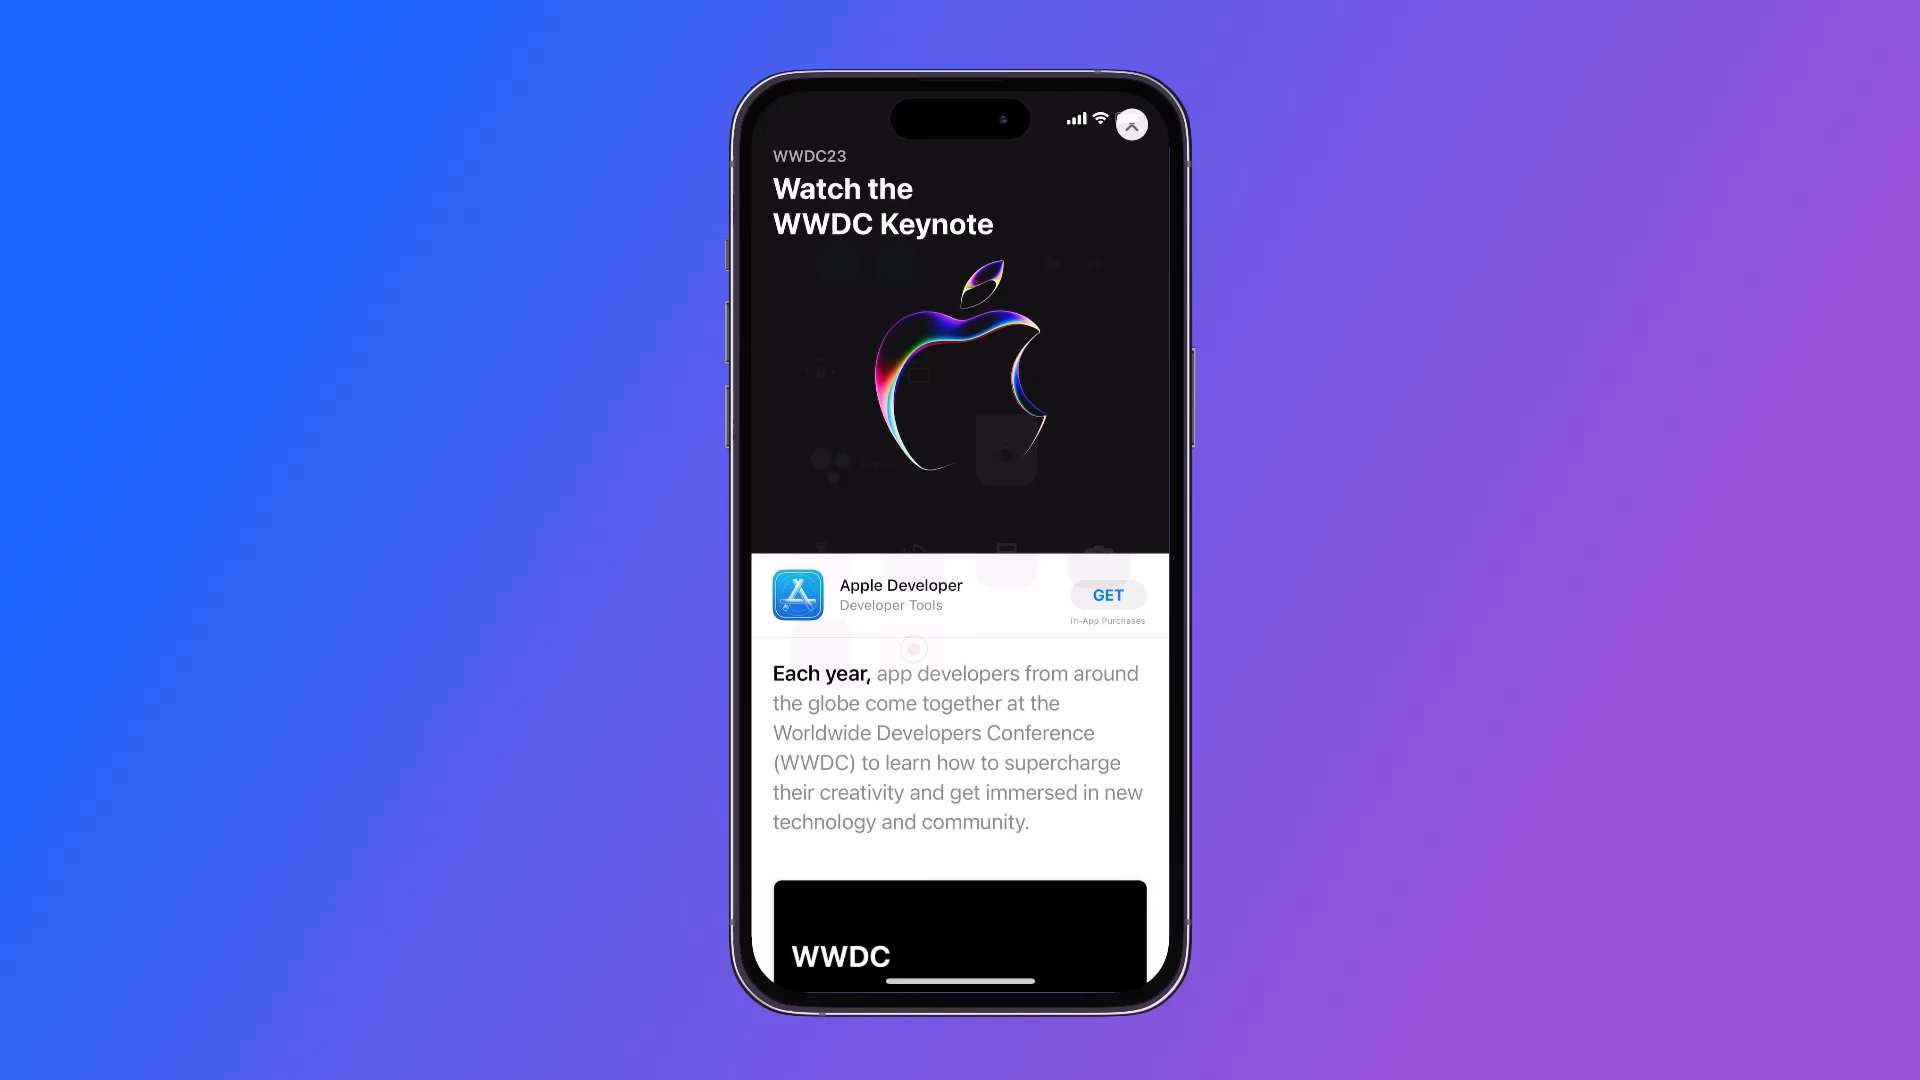 WWDC23
Watch the
WWDC Keynote
Apple Developer
Developer Tools
GET
In-App Purchases
Each year, app developers from around
the globe come together at the
Worldwide Developers Conference
(WWDC) to learn how to supercharge
their creativity and get immersed in new
technology and community.
WWDC